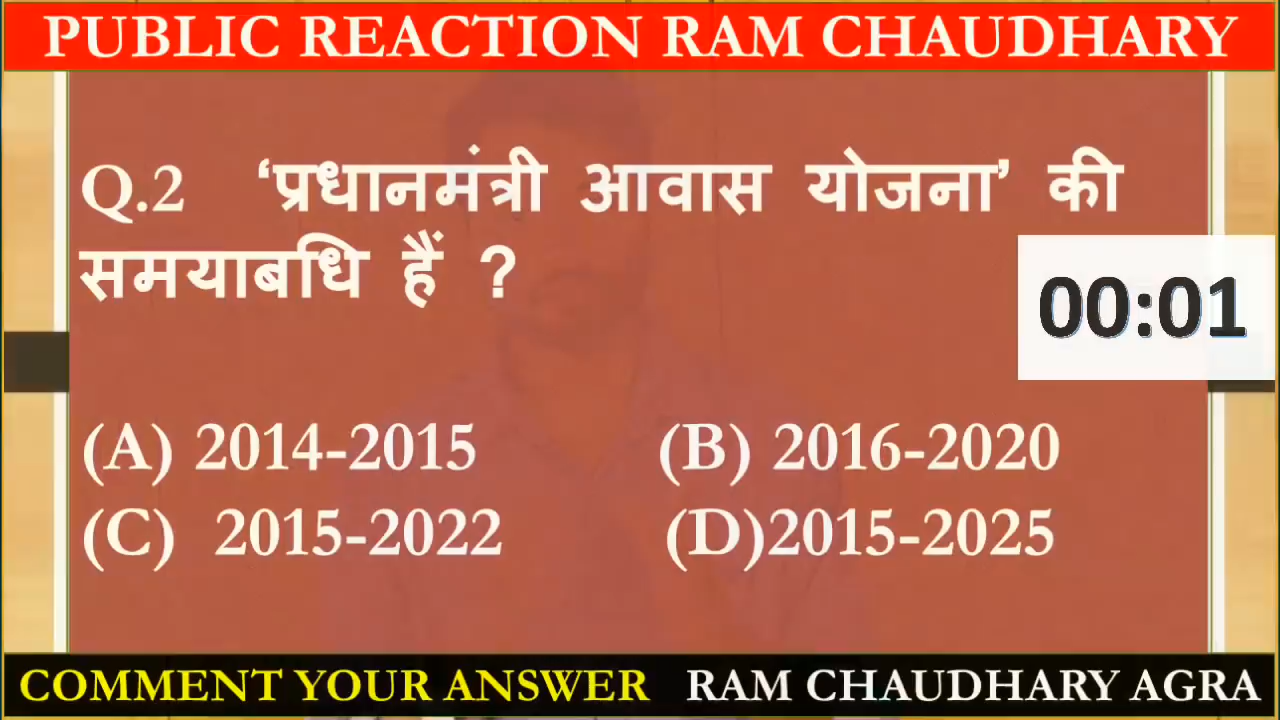 PUBLIC REACTION RAM CHAUDHARY
Q.2 ‘प्रधानमंत्री आवास योजना’ की
समयाबधि हैं ?
00:01
(A) 2014-2015 (B) 2016-2020
(C) 2015-2022 (D)2015-2025
COMMENT YOUR ANSWER RAM CHAUDHARY AGRA